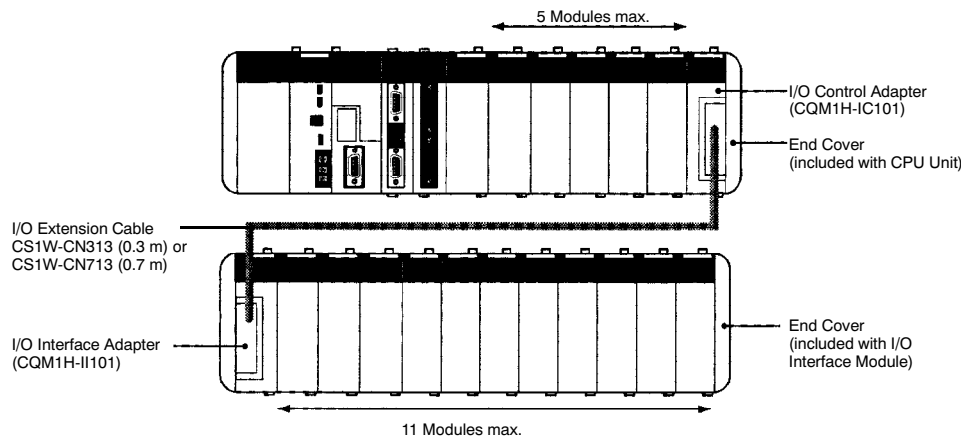 5 Modules max.
I/O Control Adapter
(CQM1H-IC101)
End Cover
(included with CPU Unit)
I/O Extension Cable
CS1W-CN313 (0.3 m) or
CS1W-CN713 (0.7 m)
I/O Interface Adapter
(CQM1H-II101)
End Cover
(included with I/O
Interface Module)
11 Modules max.